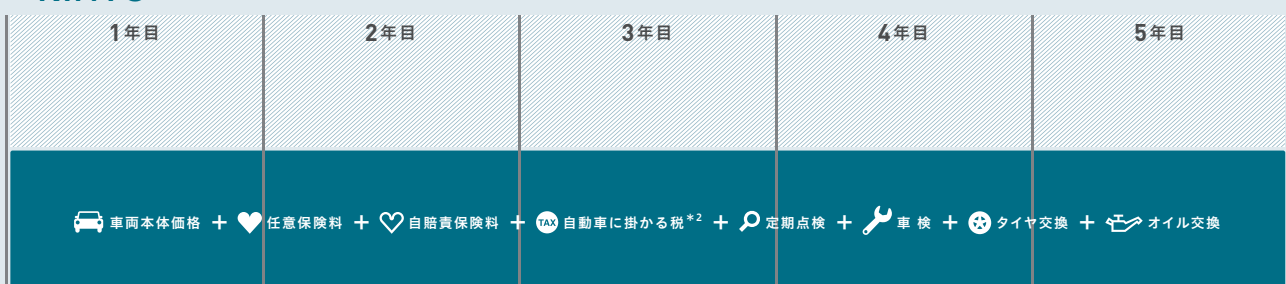 1年目 2年目 3年目 4年目 5年目
車両本体価格 + 任意保険料 + 自賠責保険料 + TAX 自動車に掛かる税*2 + 定期点検 + 車検 + タイヤ交換 + オイル交換